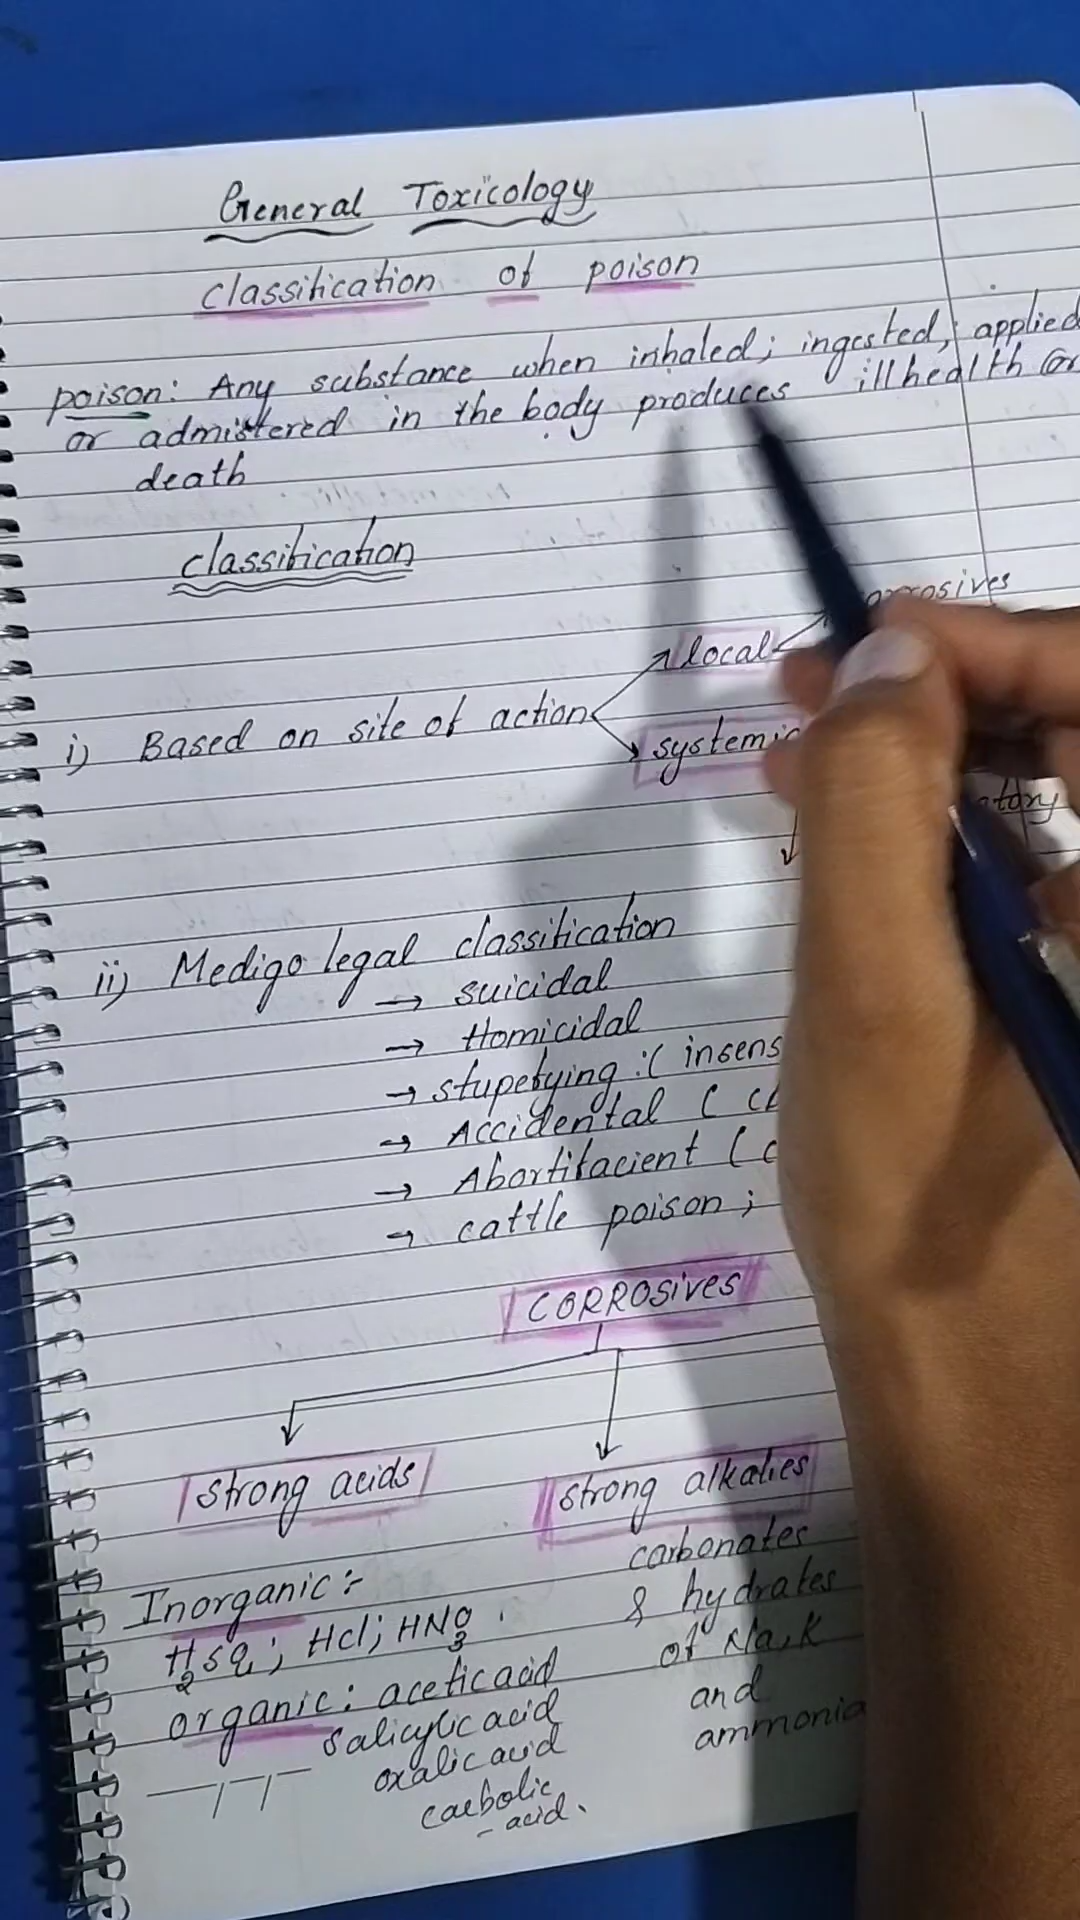 General Toxicology
classification of poison
poison: Any substance when inhaled; ingested, applied
or admistered in the body produces illhealth or
death
classification
corrosives
local
i) Based on site of action
systemic
ii) Medigo legal classification
→ suicidal
→ Homicidal
→ stupefying :( insens
→ Accidental (
→ Abortifacient (
→ cattle poison ;
CORROSIVES
strong acids
strong alkalies
carbonates
& hydrates
of Na, K
and
ammonia
Inorganic :-
H2SO4; HCl; HNO3.
organic: acetic acid
salicylic acid
oxalic acid
carbolic
- acid.